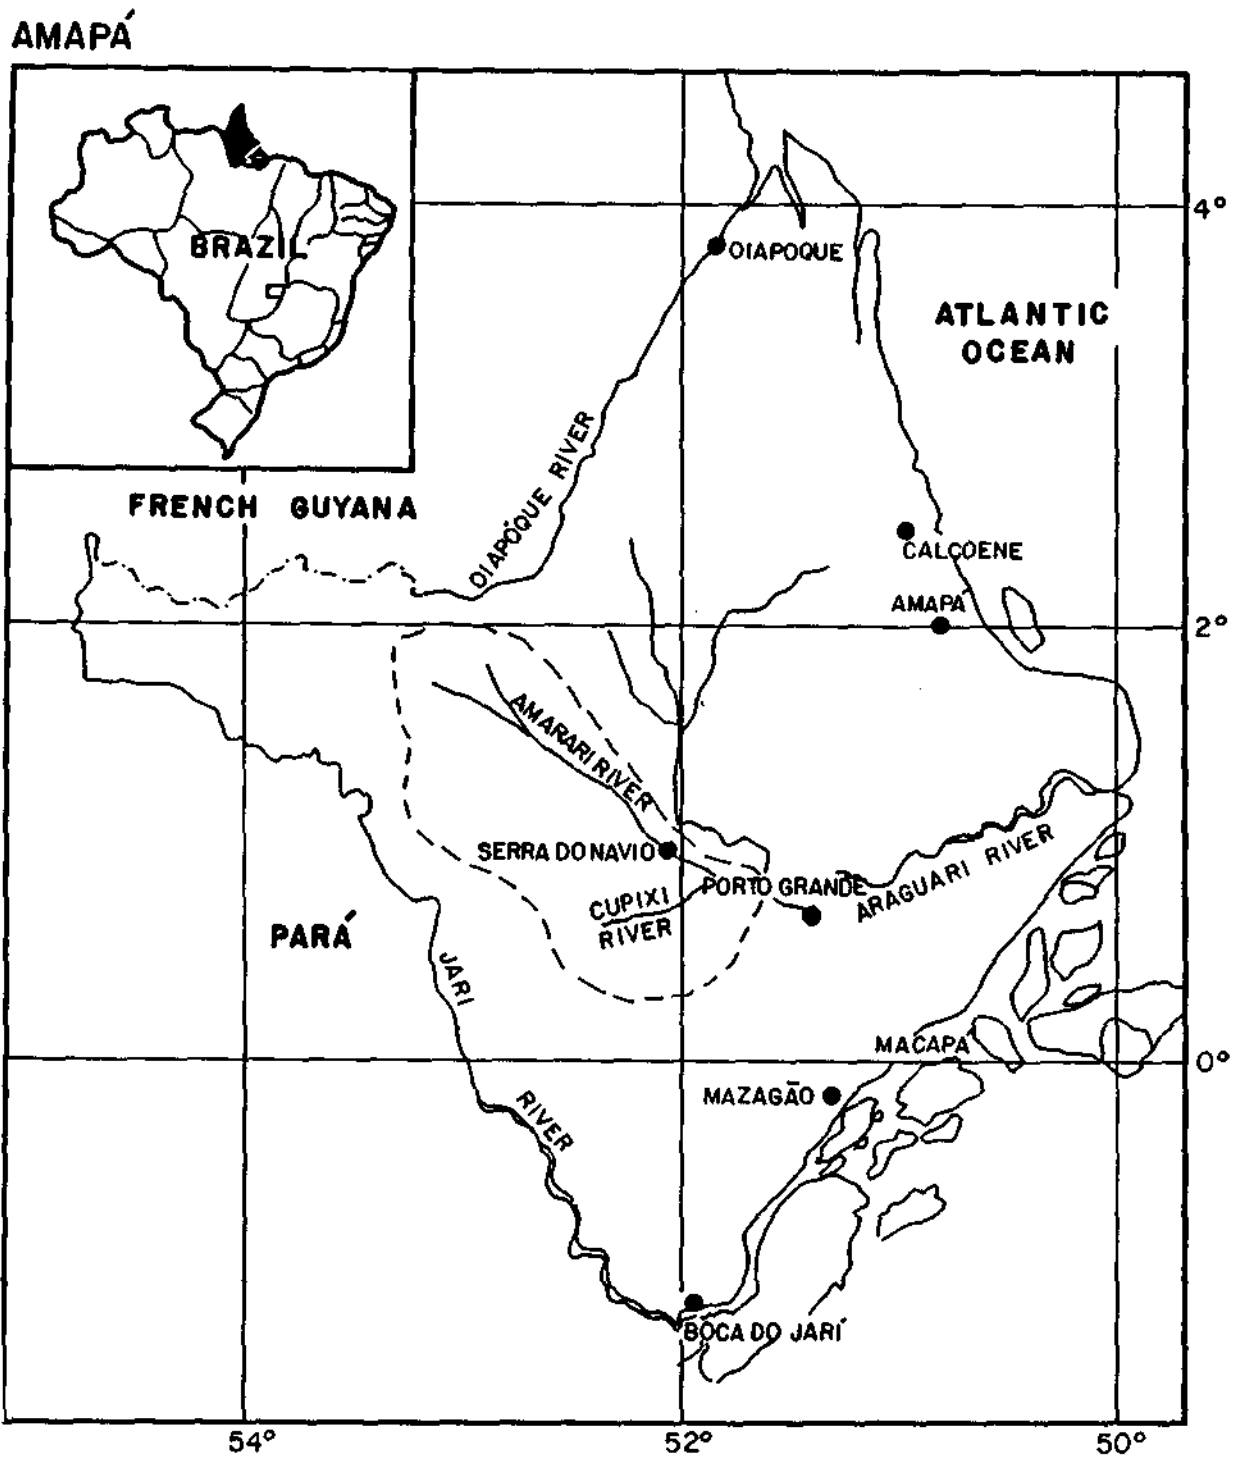 AMAPÁ
BRAZIL
4°
OIAPOQUE
ATLANTIC
OCEAN
OIAPOQUE RIVER
FRENCH GUYANA
CALCOENE
AMAPÁ
2°
AMARARI RIVER
SERRA DO NAVIO
PORTO GRANDE
ARAGUARI RIVER
CUPIXI
RIVER
PARÁ
JARI
RIVER
MACAPÁ
0°
MAZAGÃO
BOCA DO JARÍ
54°
52°
50°